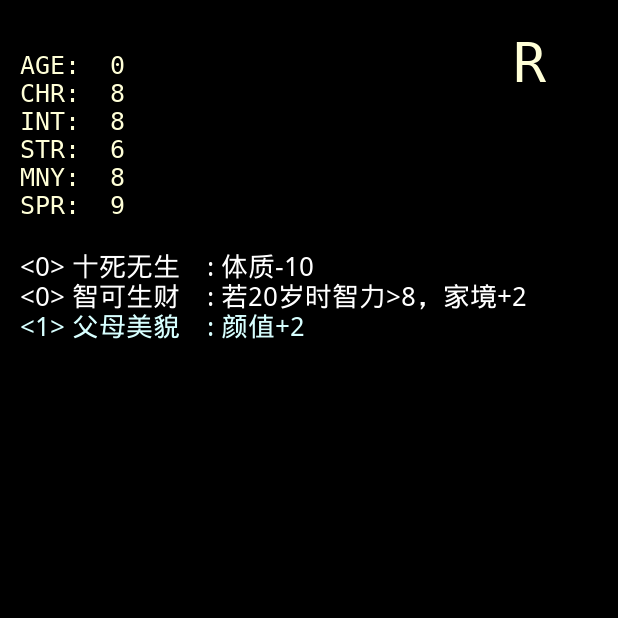 R
AGE: 0
CHR: 8
INT: 8
STR: 6
MNY: 8
SPR: 9
<0> 十死无生 : 体质-10
<0> 智可生财 : 若20岁时智力>8，家境+2
<1> 父母美貌 : 颜值+2